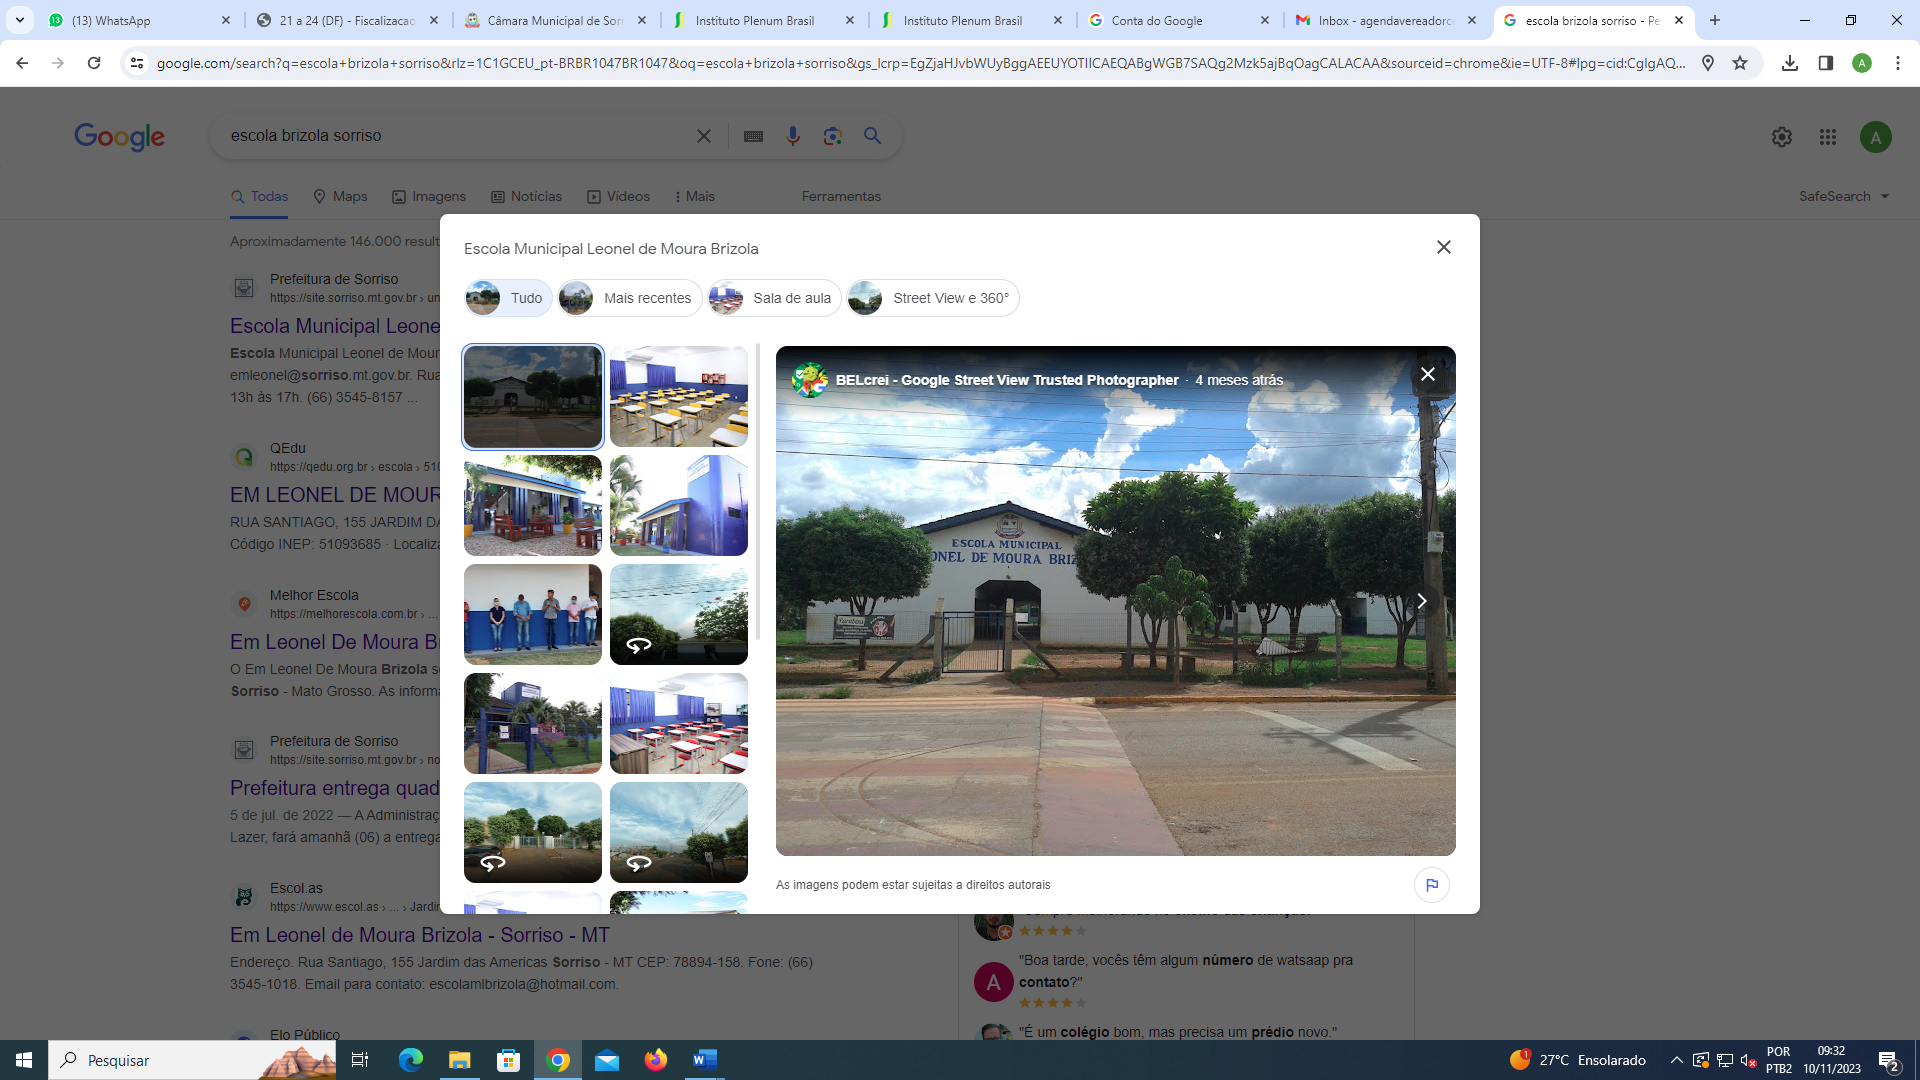 (13) WhatsApp
21 a 24 (DF) - Fiscalizacao
Câmara Municipal de Sorr
Instituto Plenum Brasil
Instituto Plenum Brasil
Conta do Google
Inbox - agendavereadorce
escola brizola sorriso - Pe
google.com/search?q=escola+brizola+sorriso&rlz=1C1GCEU_pt-BRBR1047BR1047&oq=escola+brizola+sorriso&gs_lcrp=EgZjaHJvbWUyBggAEEUYOTIICAEQABgWGB7SAQg2Mzk5ajBqOagCALACAA&sourceid=chrome&ie=UTF-8#lpg=cid:CgIgAQ...
A
Google
escola brizola sorriso
A
Todas
Maps
Imagens
Notícias
Vídeos
Mais
Ferramentas
SafeSearch
Aproximadamente 146.000 result
Prefeitura de Sorriso
https://site.sorriso.mt.gov.br › un
Escola Municipal Leone
Escola Municipal Leonel de Mour
emleonel@sorriso.mt.gov.br. Rua
13h às 17h. (66) 3545-8157 ...
QEdu
https://qedu.org.br › escola › 510
EM LEONEL DE MOUR
RUA SANTIAGO, 155 JARDIM DA
Código INEP: 51093685 · Localiza
Melhor Escola
https://melhorescola.com.br › ...
Em Leonel De Moura Br
O Em Leonel De Moura Brizola se
Sorriso - Mato Grosso. As informa
Prefeitura de Sorriso
https://site.sorriso.mt.gov.br › no
Prefeitura entrega quad
5 de jul. de 2022 — A Administraç
Lazer, fará amanhã (06) a entrega
Escol.as
https://www.escol.as › ... › Jardin
Em Leonel de Moura Brizola - Sorriso - MT
Endereço. Rua Santiago, 155 Jardim das Americas Sorriso - MT CEP: 78894-158. Fone: (66)
3545-1018. Email para contato: escolamlbrizola@hotmail.com.
Elo Público
Escola Municipal Leonel de Moura Brizola
Tudo
Mais recentes
Sala de aula
Street View e 360°
BELcrei - Google Street View Trusted Photographer · 4 meses atrás
ESCOLA MUNICIPAL
ONEL DE MOURA BRIZ
As imagens podem estar sujeitas a direitos autorais
A
"Boa tarde, vocês têm algum número de watsaap pra
contato?"
"É um colégio bom, mas precisa um prédio novo."
Pesquisar
1
27°C Ensolarado
POR
PTB2
09:32
10/11/2023
2